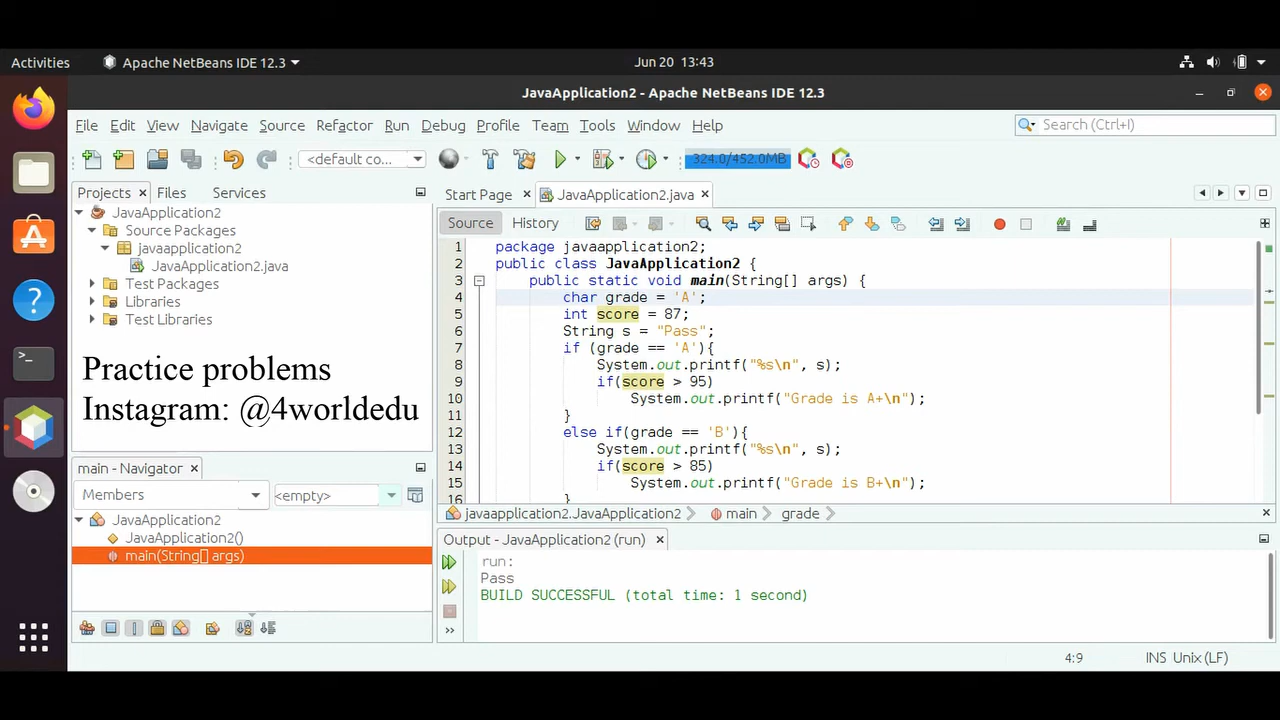 Activities
Apache NetBeans IDE 12.3
Jun 20 13:43
JavaApplication2 - Apache NetBeans IDE 12.3
File Edit View Navigate Source Refactor Run Debug Profile Team Tools Window Help
Search (Ctrl+I)
<default co...
324.0/452.0MB
Projects
Files
Services
JavaApplication2
Source Packages
javaapplication2
JavaApplication2.java
Test Packages
Libraries
Test Libraries
Practice problems
Instagram: @4worldedu
main - Navigator
Members
<empty>
JavaApplication2
JavaApplication2()
main(String[] args)
Start Page
JavaApplication2.java
Source
History
1 package javaapplication2;
2 public class JavaApplication2 {
3 public static void main(String[] args) {
4 char grade = 'A';
5 int score = 87;
6 String s = "Pass";
7 if (grade == 'A'){
8 System.out.printf("%s\n", s);
9 if(score > 95)
10 System.out.printf("Grade is A+\n");
11 }
12 else if(grade == 'B'){
13 System.out.printf("%s\n", s);
14 if(score > 85)
15 System.out.printf("Grade is B+\n");
16 }
javaapplication2.JavaApplication2
main
grade
Output - JavaApplication2 (run)
run:
Pass
BUILD SUCCESSFUL (total time: 1 second)
4:9
INS Unix (LF)